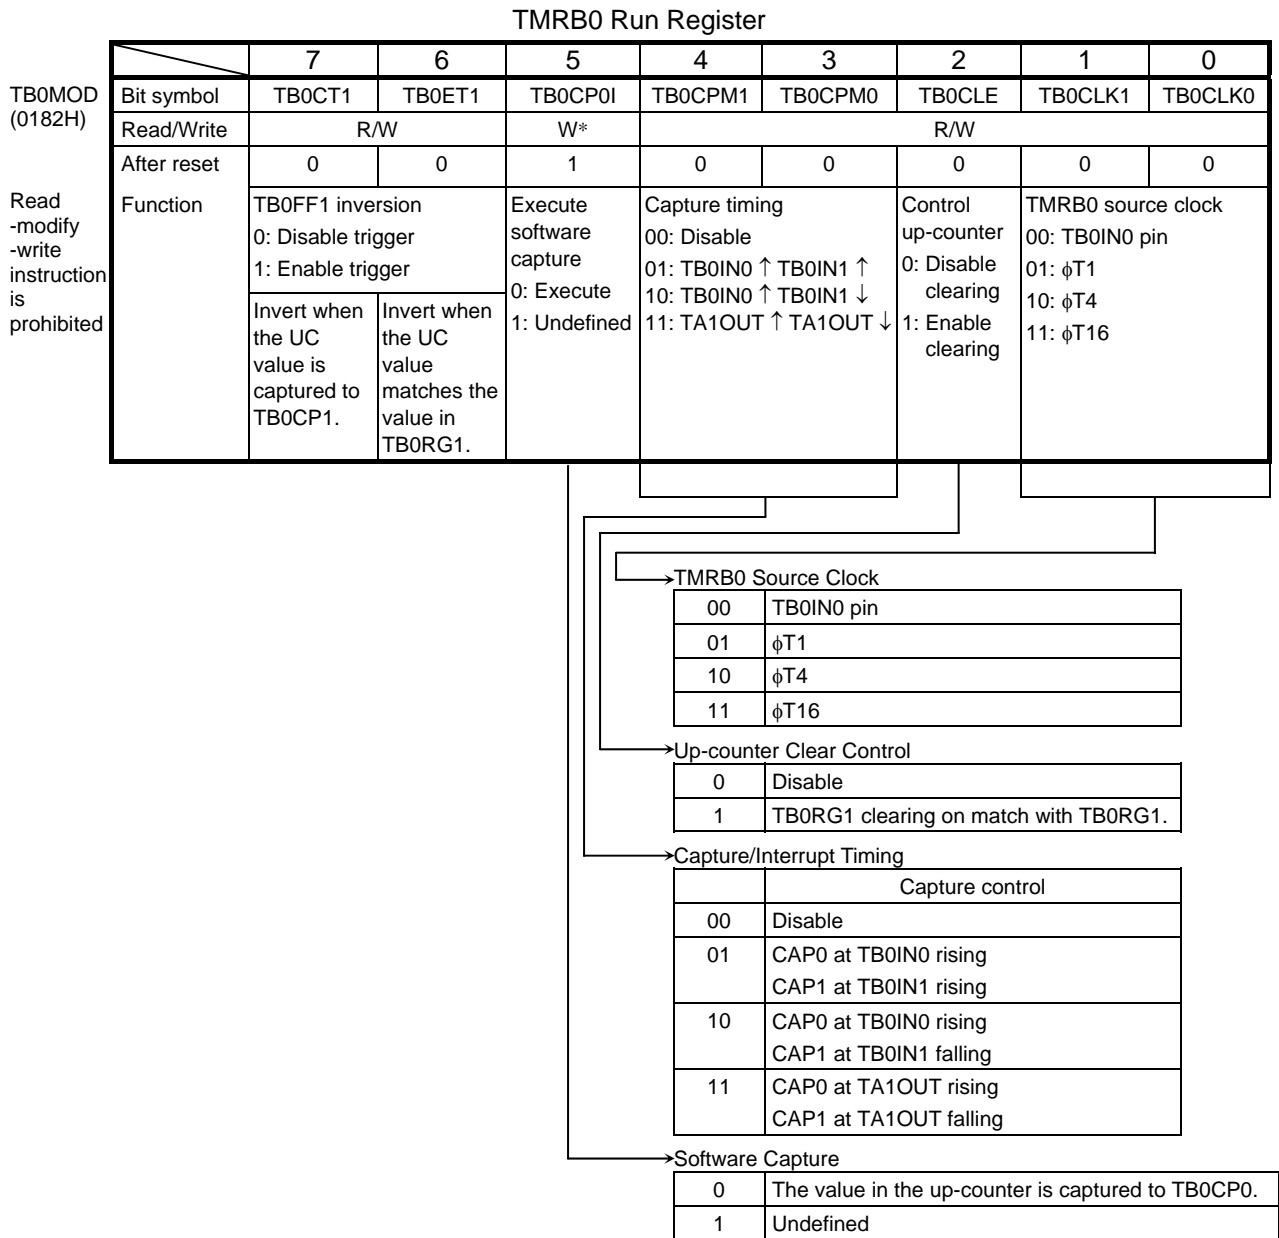 TMRB0 Run Register
7 6 5 4 3 2 1 0
TB0MOD (0182H)
Bit symbol TB0CT1 TB0ET1 TB0CP0I TB0CPM1 TB0CPM0 TB0CLE TB0CLK1 TB0CLK0
Read/Write R/W W* R/W
After reset 0 0 1 0 0 0 0 0
Read
-modify
-write
instruction
is
prohibited
Function
TB0FF1 inversion
0: Disable trigger
1: Enable trigger
Invert when
the UC
value is
captured to
TB0CP1.
Invert when
the UC
value
matches the
value in
TB0RG1.
Execute
software
capture
0: Execute
1: Undefined
Capture timing
00: Disable
01: TB0IN0 ↑ TB0IN1 ↑
10: TB0IN0 ↑ TB0IN1 ↓
11: TA1OUT ↑ TA1OUT ↓
Control
up-counter
0: Disable
clearing
1: Enable
clearing
TMRB0 source clock
00: TB0IN0 pin
01: ϕT1
10: ϕT4
11: ϕT16
TMRB0 Source Clock
00 TB0IN0 pin
01 ϕT1
10 ϕT4
11 ϕT16
Up-counter Clear Control
0 Disable
1 TB0RG1 clearing on match with TB0RG1.
Capture/Interrupt Timing
Capture control
00 Disable
01 CAP0 at TB0IN0 rising
CAP1 at TB0IN1 rising
10 CAP0 at TB0IN0 rising
CAP1 at TB0IN1 falling
11 CAP0 at TA1OUT rising
CAP1 at TA1OUT falling
Software Capture
0 The value in the up-counter is captured to TB0CP0.
1 Undefined